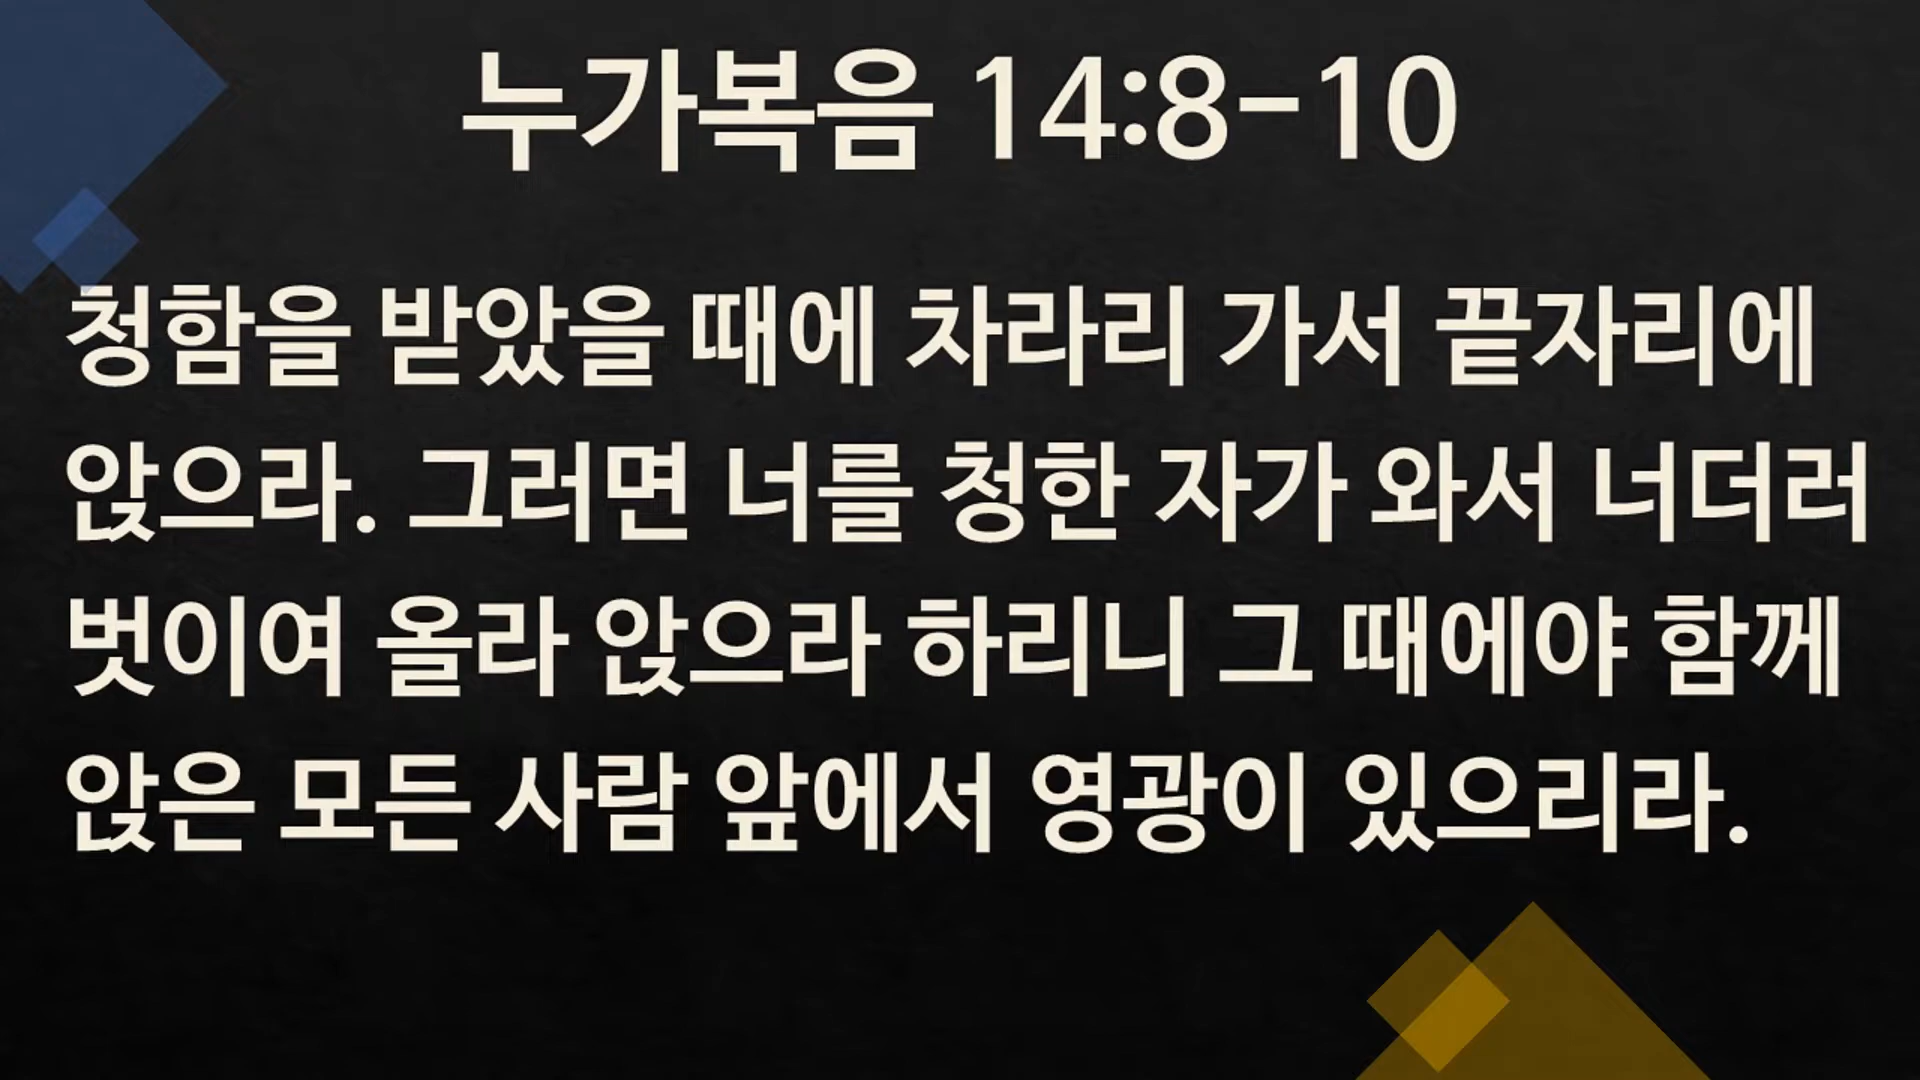 누가복음 14:8-10
청함을 받았을 때에 차라리 가서 끝자리에
앉으라. 그러면 너를 청한 자가 와서 너더러
벗이여 올라 앉으라 하리니 그 때에야 함께
앉은 모든 사람 앞에서 영광이 있으리라.